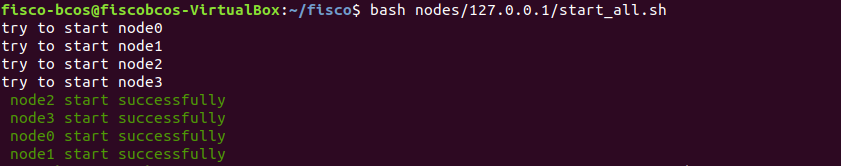 fisco-bcos@fiscobcos-VirtualBox:~/fisco$ bash nodes/127.0.0.1/start_all.sh
try to start node0
try to start node1
try to start node2
try to start node3
node2 start successfully
node3 start successfully
node0 start successfully
node1 start successfully